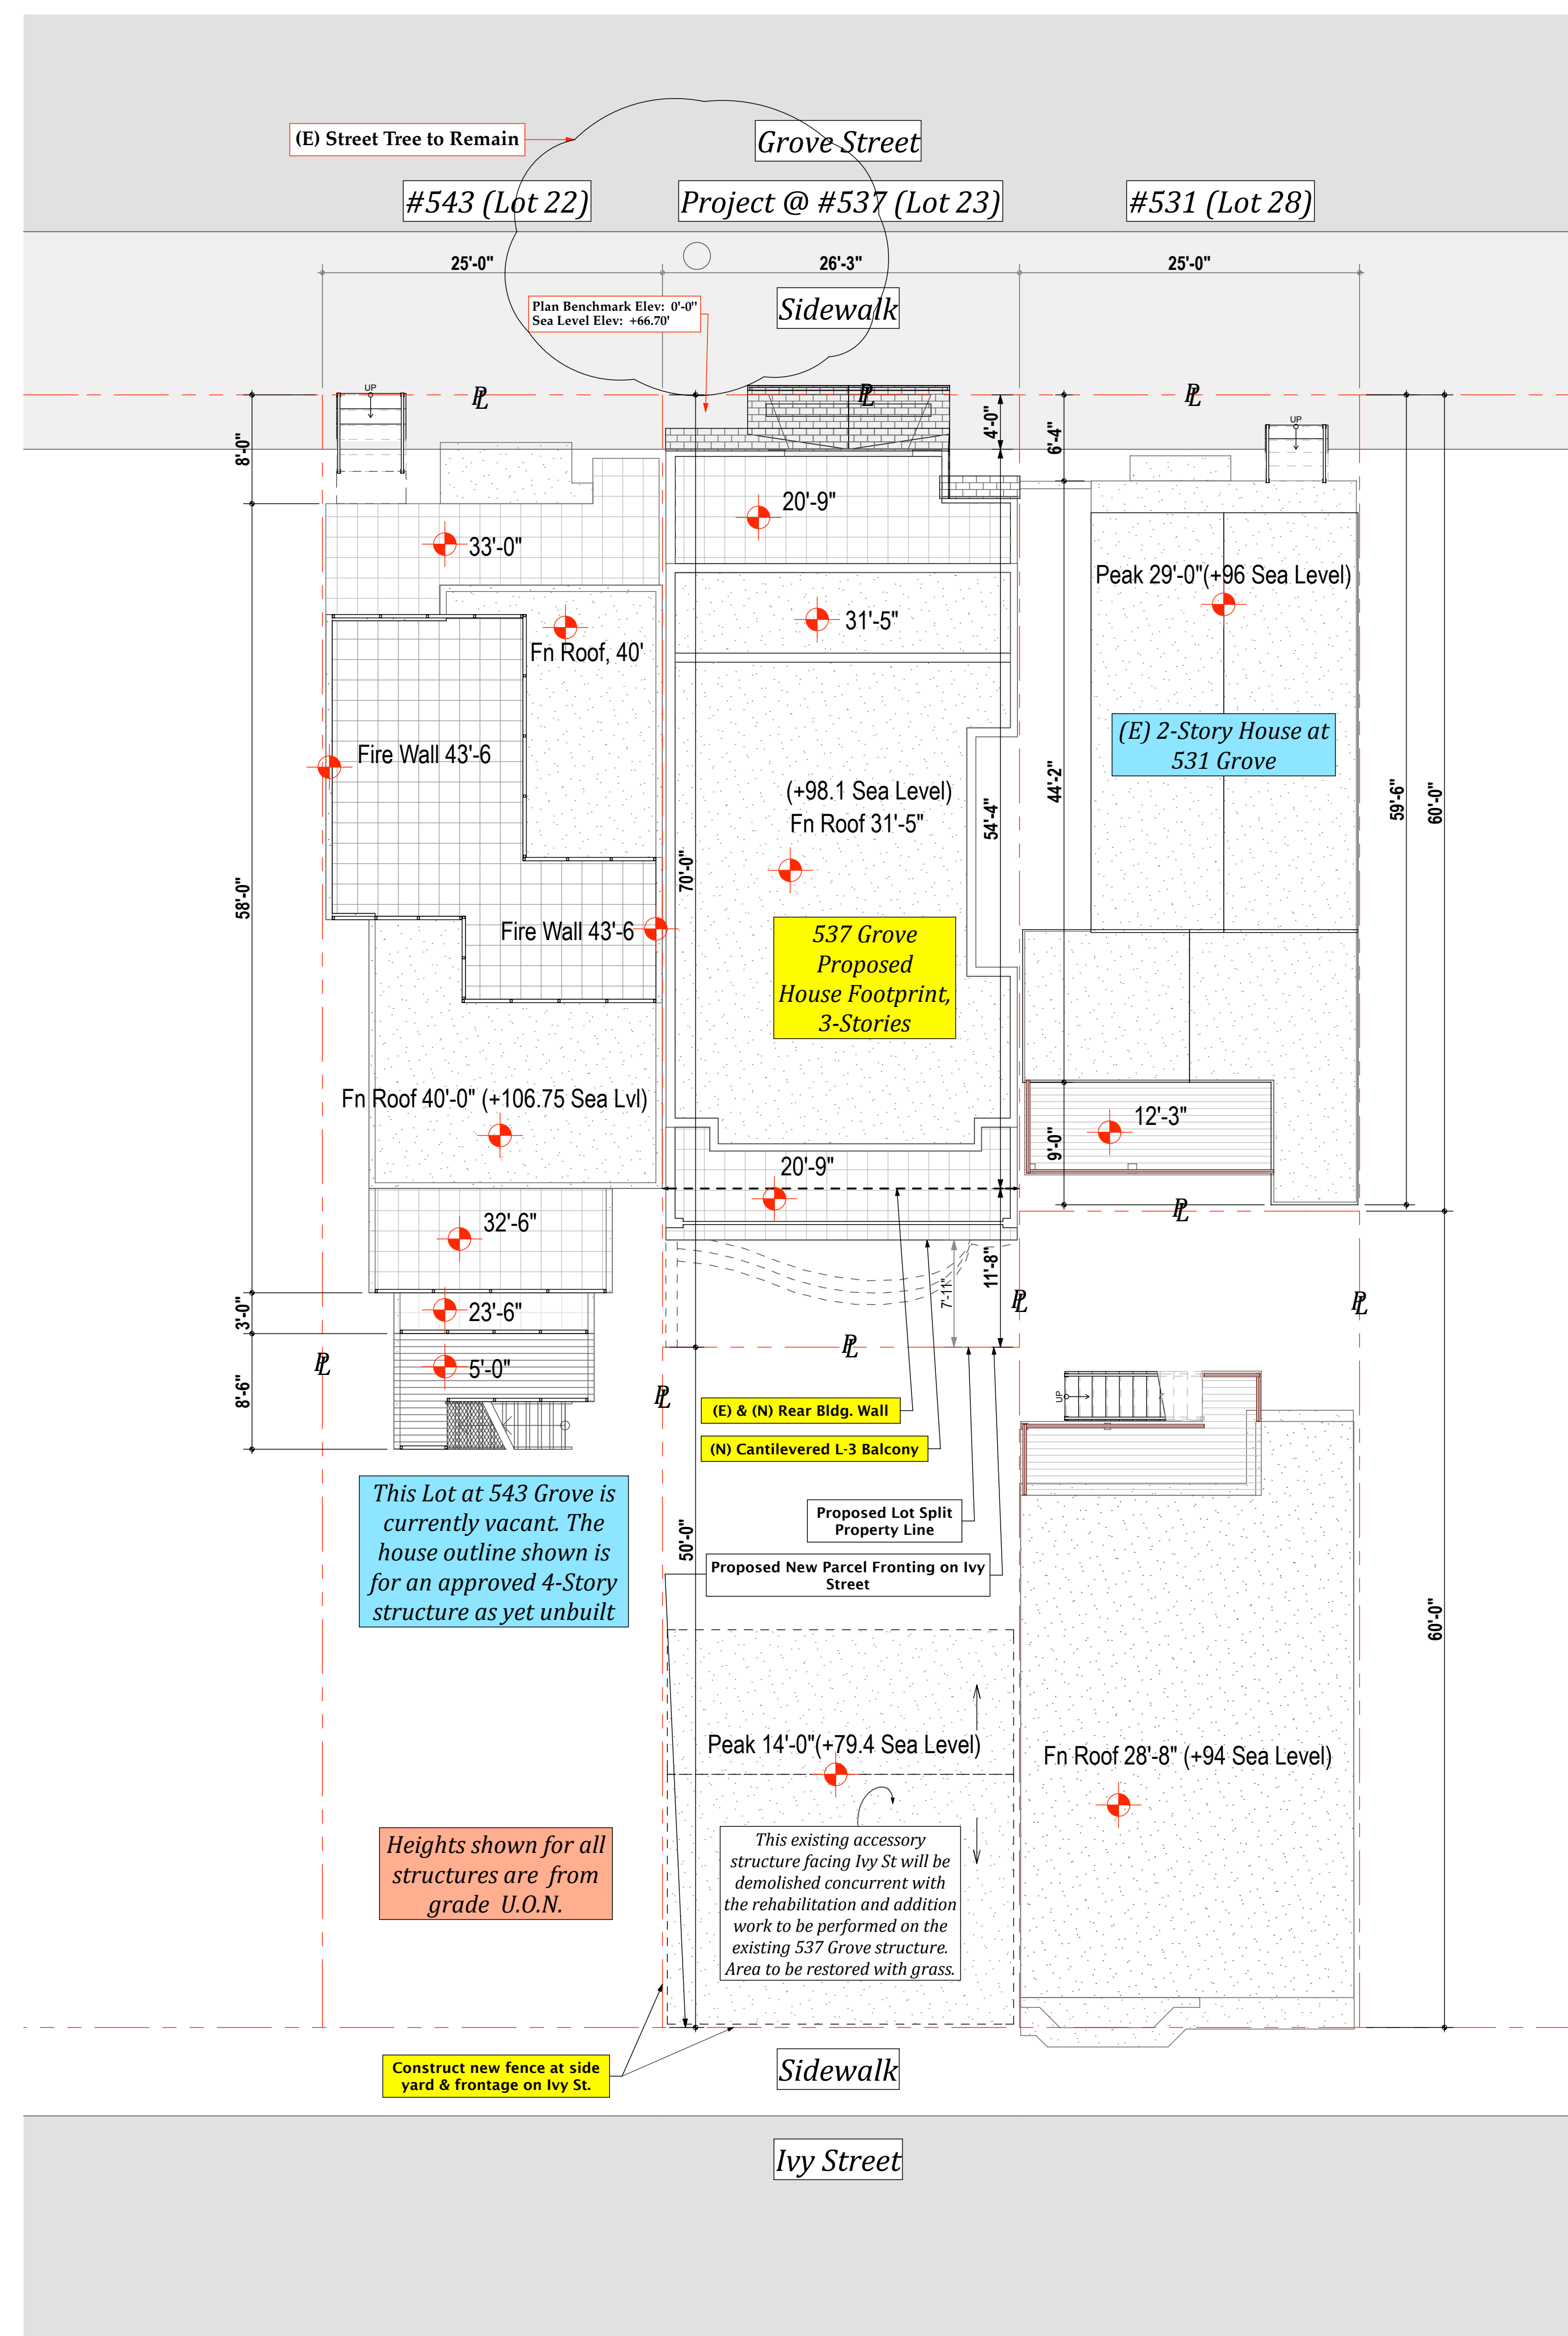 (E) Street Tree to Remain
Grove Street
#543 (Lot 22)
Project @ #537 (Lot 23)
#531 (Lot 28)
25'-0"
26'-3"
25'-0"
Plan Benchmark Elev: 0'-0"
Sea Level Elev: +66.70'
Sidewalk
UP
PL
PL
PL
8'-0"
4'-0"
6'-4"
UP
20'-9"
33'-0"
Peak 29'-0"(+96 Sea Level)
31'-5"
Fn Roof, 40'
(E) 2-Story House at
531 Grove
Fire Wall 43'-6
(+98.1 Sea Level)
Fn Roof 31'-5"
44'-2"
54'-4"
59'-6"
60'-0"
70'-0"
58'-0"
Fire Wall 43'-6
537 Grove
Proposed
House Footprint,
3-Stories
Fn Roof 40'-0" (+106.75 Sea Lvl)
12'-3"
9'-0"
20'-9"
PL
32'-6"
11'-8"
7'-11"
23'-6"
3'-0"
PL
PL
PL
PL
5'-0"
8'-6"
PL
UP
(E) & (N) Rear Bldg. Wall
(N) Cantilevered L-3 Balcony
This Lot at 543 Grove is
currently vacant. The
house outline shown is
for an approved 4-Story
structure as yet unbuilt
Proposed Lot Split
Property Line
50'-0"
Proposed New Parcel Fronting on Ivy
Street
60'-0"
Peak 14'-0"(+79.4 Sea Level)
Fn Roof 28'-8" (+94 Sea Level)
Heights shown for all
structures are from
grade U.O.N.
This existing accessory
structure facing Ivy St will be
demolished concurrent with
the rehabilitation and addition
work to be performed on the
existing 537 Grove structure.
Area to be restored with grass.
Construct new fence at side
yard & frontage on Ivy St.
Sidewalk
Ivy Street